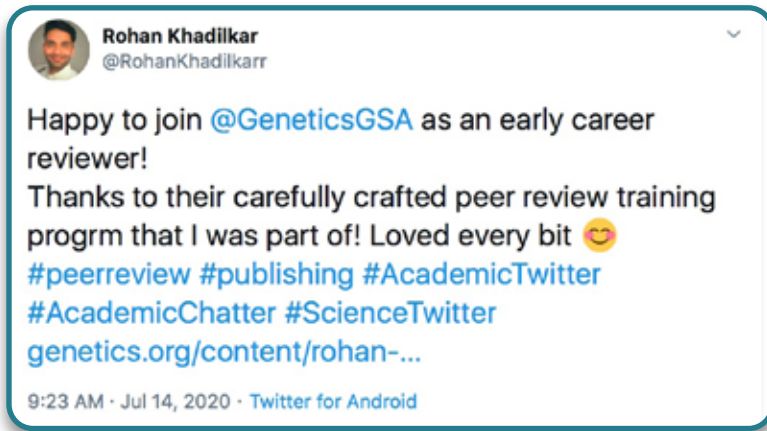 Rohan Khadilkar
@RohanKhadilkarr
Happy to join @GeneticsGSA as an early career
reviewer!
Thanks to their carefully crafted peer review training
progrm that I was part of! Loved every bit 😊
#peerreview #publishing #AcademicTwitter
#AcademicChatter #ScienceTwitter
genetics.org/content/rohan-...
9:23 AM · Jul 14, 2020 · Twitter for Android